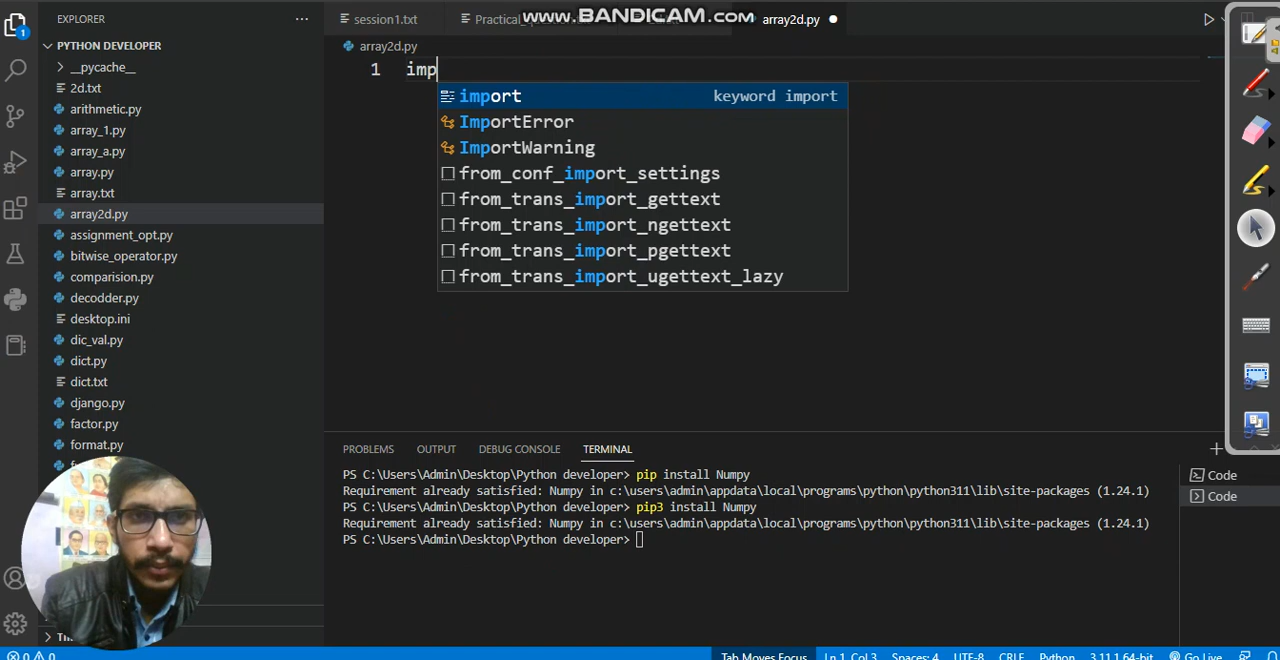 session1.txt
Practical_
www.BANDICAM.com
array2d.py
EXPLORER
PYTHON DEVELOPER
__pycache__
2d.txt
arithmetic.py
array_1.py
array_a.py
array.py
array.txt
array2d.py
assignment_opt.py
bitwise_operator.py
comparision.py
decodder.py
desktop.ini
dic_val.py
dict.py
dict.txt
django.py
factor.py
format.py
1
array2d.py
1 imp
import keyword import
ImportError
ImportWarning
from_conf_import_settings
from_trans_import_gettext
from_trans_import_ngettext
from_trans_import_pgettext
from_trans_import_ugettext_lazy
PROBLEMS OUTPUT DEBUG CONSOLE TERMINAL
PS C:\Users\Admin\Desktop\Python developer> pip install Numpy
Requirement already satisfied: Numpy in c:\users\admin\appdata\local\programs\python\python311\lib\site-packages (1.24.1)
PS C:\Users\Admin\Desktop\Python developer> pip3 install Numpy
Requirement already satisfied: Numpy in c:\users\admin\appdata\local\programs\python\python311\lib\site-packages (1.24.1)
PS C:\Users\Admin\Desktop\Python developer>
Code
Code
0 0 Tab Moves Focus Ln 1, Col 3 Spaces: 4 UTF-8 CRLF Python 3.11.1 64-bit Go Live